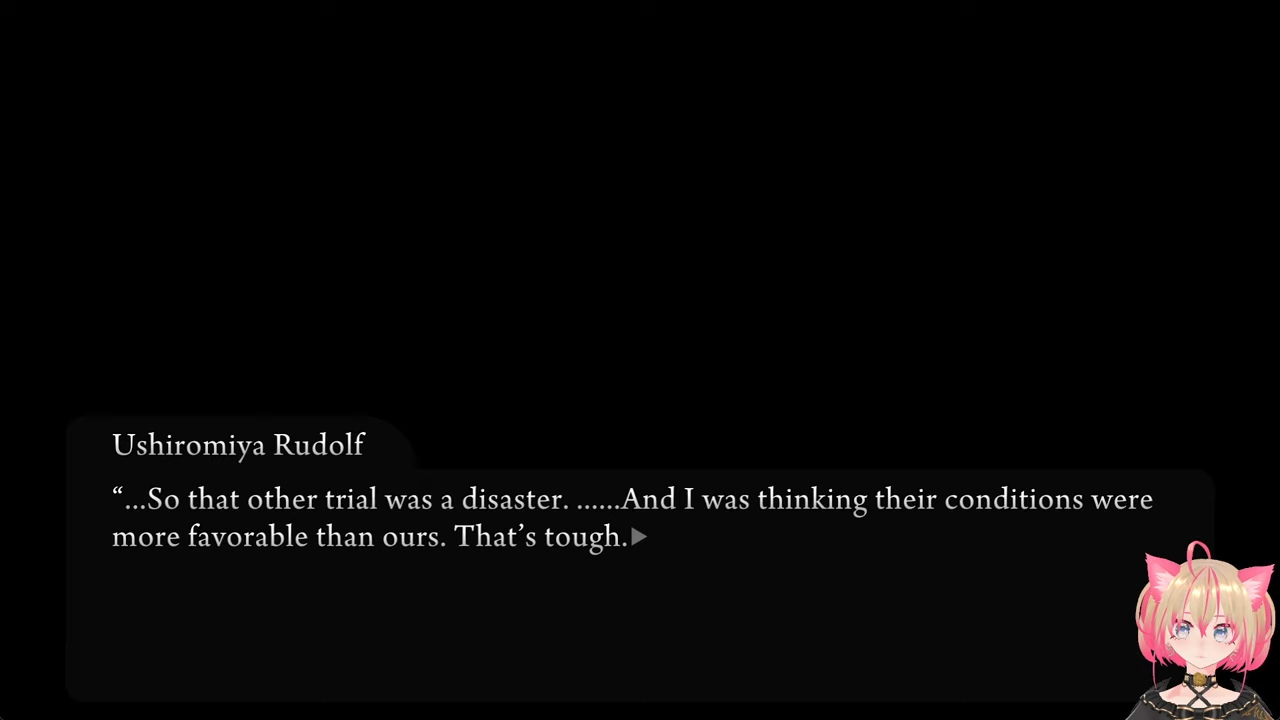 Ushiromiya Rudolf
“...So that other trial was a disaster. ......And I was thinking their conditions were
more favorable than ours. That’s tough.